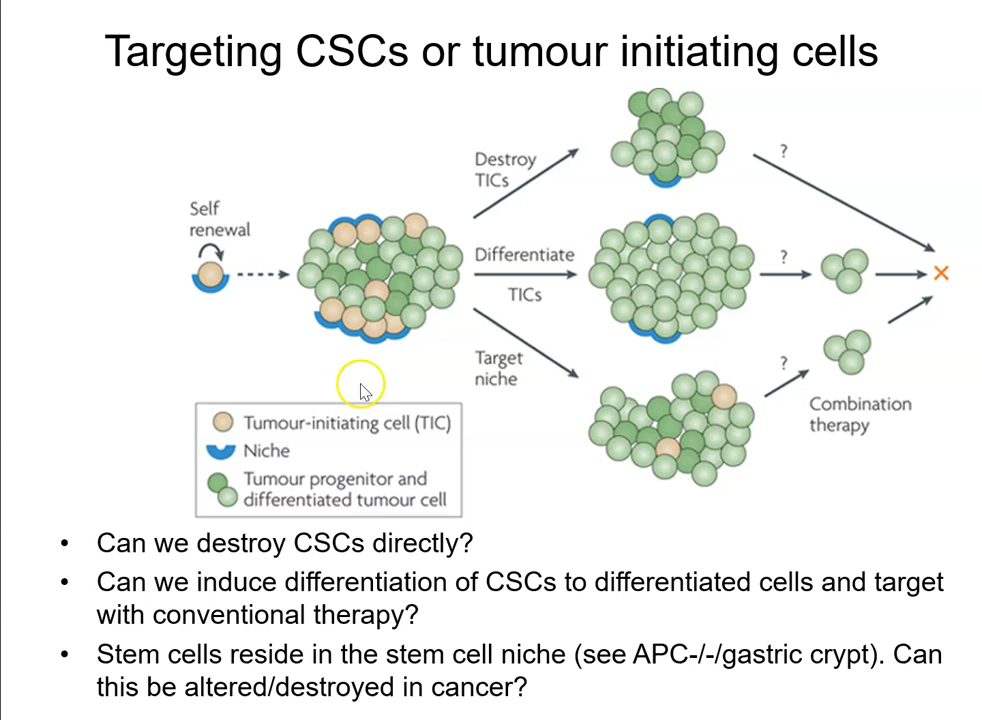 Targeting CSCs or tumour initiating cells
Self
renewal
Destroy
TICs
Differentiate
TICs
Target
niche
?
?
?
Combination
therapy
Tumour-initiating cell (TIC)
Niche
Tumour progenitor and
differentiated tumour cell
• Can we destroy CSCs directly?
• Can we induce differentiation of CSCs to differentiated cells and target
with conventional therapy?
• Stem cells reside in the stem cell niche (see APC-/-/gastric crypt). Can
this be altered/destroyed in cancer?